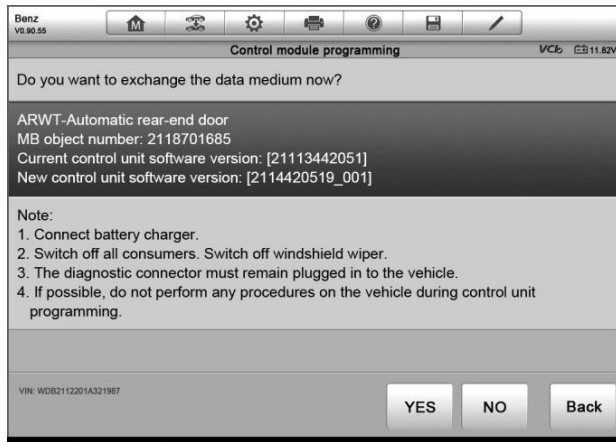 Benz
V0.90.55
Control module programming
VCI 11.82V
Do you want to exchange the data medium now?
ARWT-Automatic rear-end door
MB object number: 2118701685
Current control unit software version: [21113442051]
New control unit software version: [2114420519_001]
Note:
1. Connect battery charger.
2. Switch off all consumers. Switch off windshield wiper.
3. The diagnostic connector must remain plugged in to the vehicle.
4. If possible, do not perform any procedures on the vehicle during control unit
programming.
VIN: WDB2112201A321987
YES NO Back